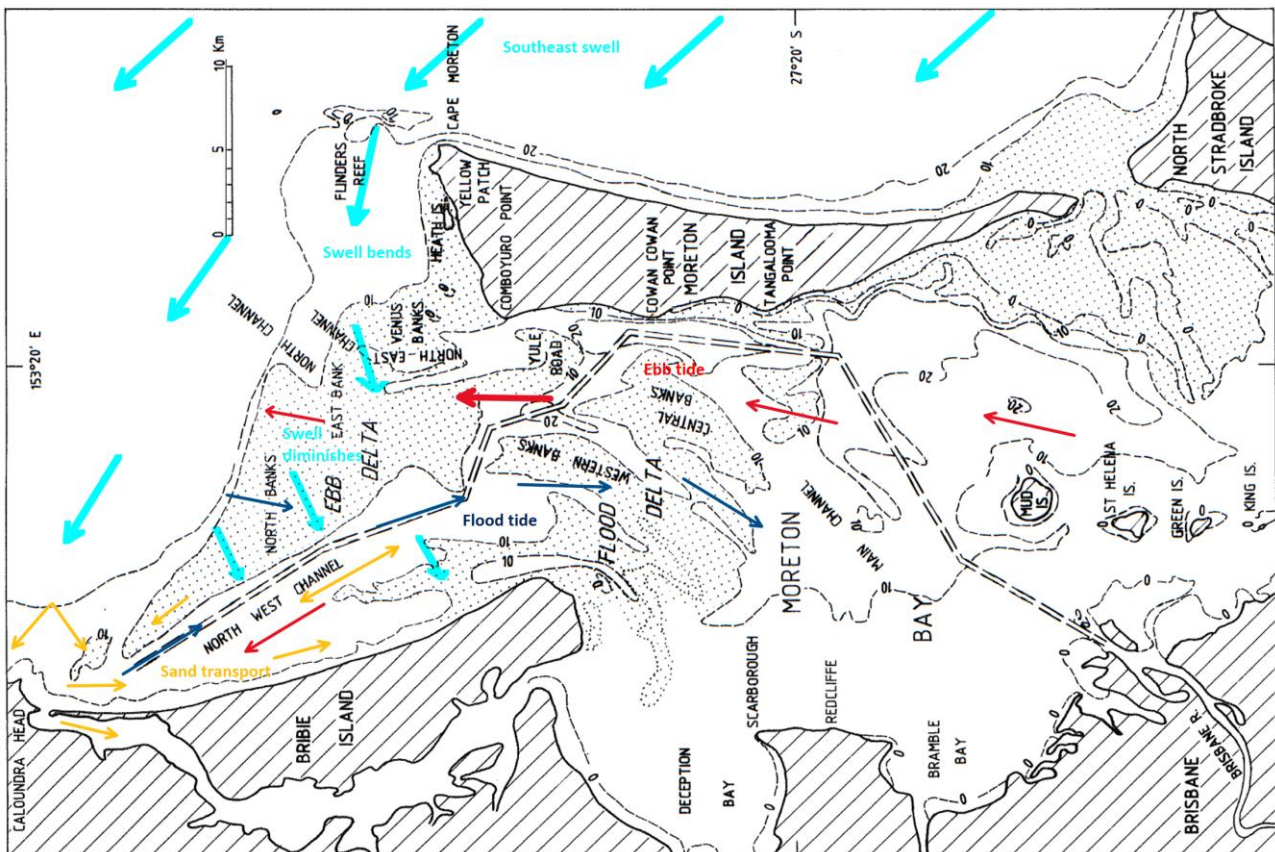 Southeast swell
27°20' S
10 Km
5
0
CAPE MORETON
FLINDERS
REEF
YELLOW
PATCH
HEATH IS.
COMBOYURO POINT
Swell bends
NORTH
STRADBROKE
ISLAND
20
10
20
10
COWAN COWAN
POINT
MORETON
ISLAND
TANGALOOMA
POINT
NORTH CHANNEL
VENUS
BANKS
NORTH-EAST
CHANNEL
YULE
ROAD
153°20' E
EAST BANK
Ebb tide
CENTRAL
BANKS
Swell
diminishes
NORTH BANKS
EBB DELTA
WESTERN BANKS
Flood tide
FLOOD DELTA
MORETON
BAY
MAIN CHANNEL
MUD
IS.
ST HELENA
IS.
GREEN IS.
KING IS.
NORTH WEST CHANNEL
Sand transport
CALOUNDRA HEAD
BRIBIE
ISLAND
DECEPTION
BAY
SCARBOROUGH
REDCLIFFE
BRAMBLE
BAY
BRISBANE
BRISBANE R.